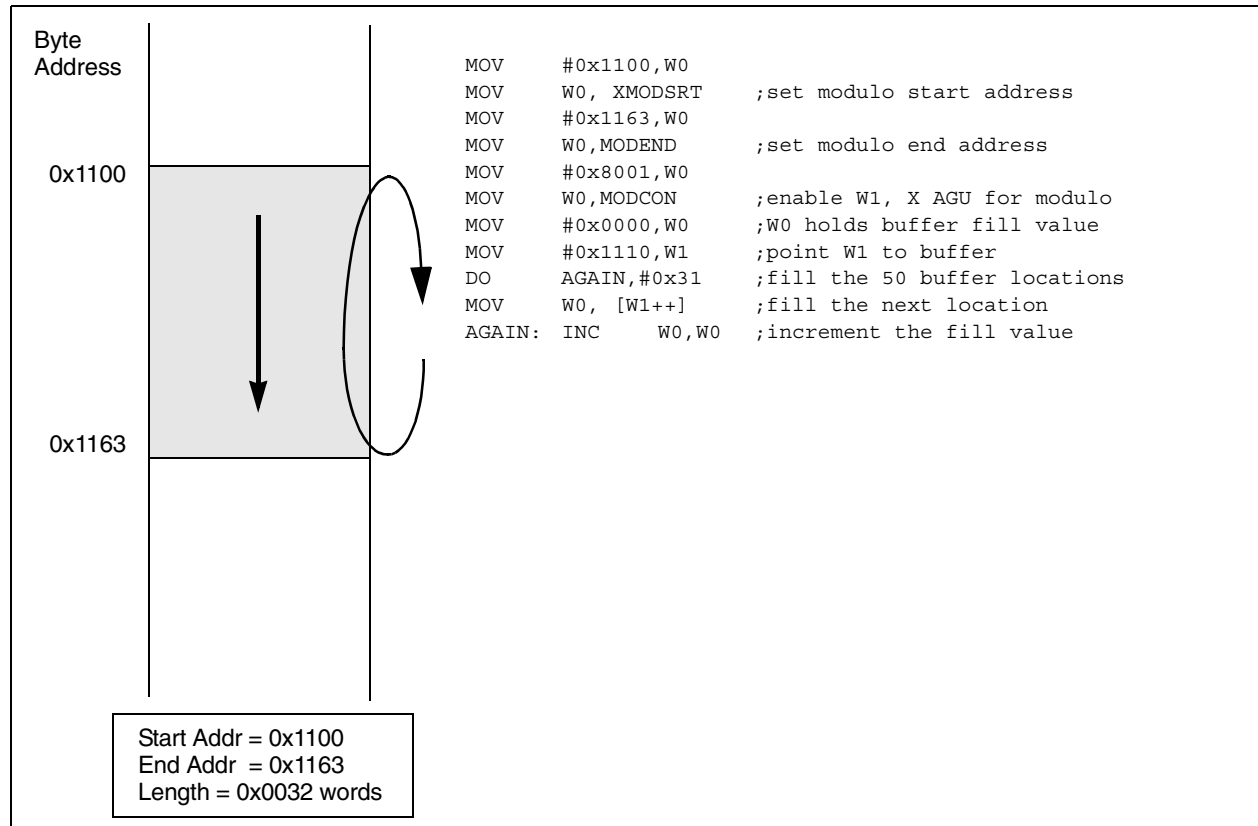 Byte
Address
0x1100
0x1163
MOV #0x1100,W0
MOV W0, XMODSRT ;set modulo start address
MOV #0x1163,W0
MOV W0,MODEND ;set modulo end address
MOV #0x8001,W0
MOV W0,MODCON ;enable W1, X AGU for modulo
MOV #0x0000,W0 ;W0 holds buffer fill value
MOV #0x1110,W1 ;point W1 to buffer
DO AGAIN,#0x31 ;fill the 50 buffer locations
MOV W0, [W1++] ;fill the next location
AGAIN: INC W0,W0 ;increment the fill value
Start Addr = 0x1100
End Addr = 0x1163
Length = 0x0032 words